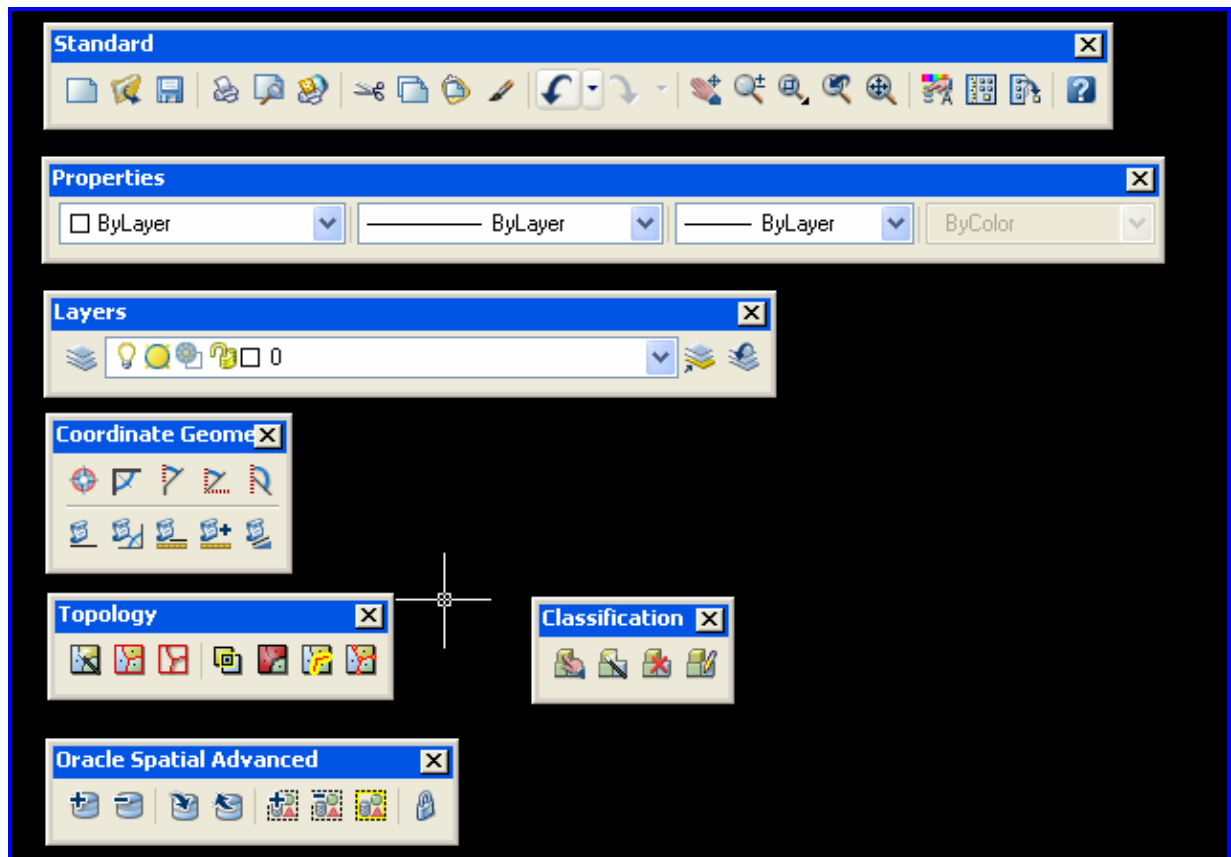 Standard
Properties
ByLayer
ByLayer
ByLayer
ByColor
Layers
0
Coordinate Geome
Topology
Classification
Oracle Spatial Advanced